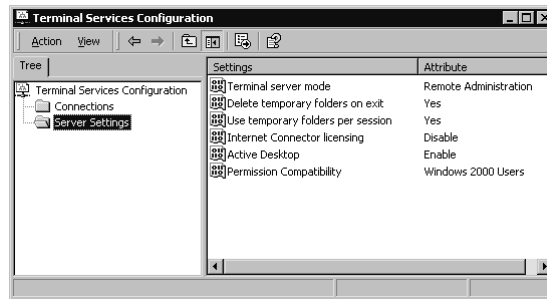 Terminal Services Configuration
Action View
Tree
Terminal Services Configuration
Connections
Server Settings
Settings Attribute
Terminal server mode Remote Administration
Delete temporary folders on exit Yes
Use temporary folders per session Yes
Internet Connector licensing Disable
Active Desktop Enable
Permission Compatibility Windows 2000 Users